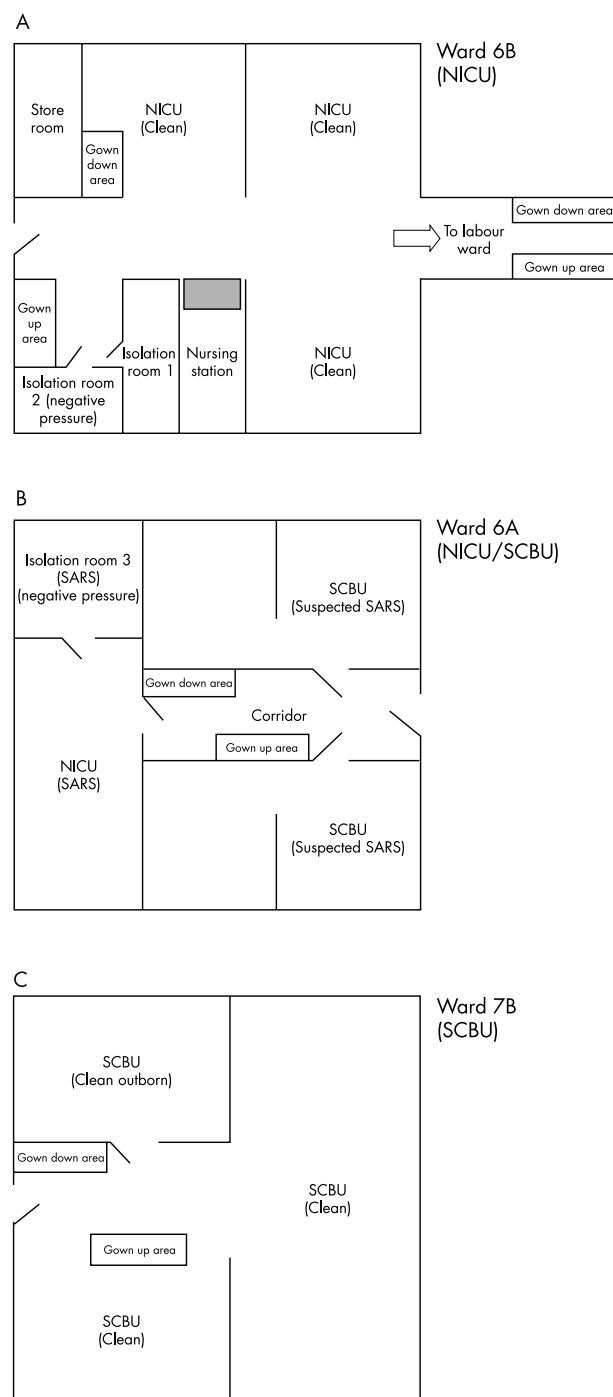 A
Ward 6B
(NICU)
Store
room
NICU
(Clean)
NICU
(Clean)
Gown
down
area
Gown down area
To labour
ward
Gown up area
Gown
up
area
Isolation
room 1
Nursing
station
NICU
(Clean)
Isolation room
2 (negative
pressure)
B
Ward 6A
(NICU/SCBU)
Isolation room 3
(SARS)
(negative pressure)
SCBU
(Suspected SARS)
Gown down area
Corridor
Gown up area
NICU
(SARS)
SCBU
(Suspected SARS)
C
Ward 7B
(SCBU)
SCBU
(Clean outborn)
Gown down area
SCBU
(Clean)
Gown up area
SCBU
(Clean)